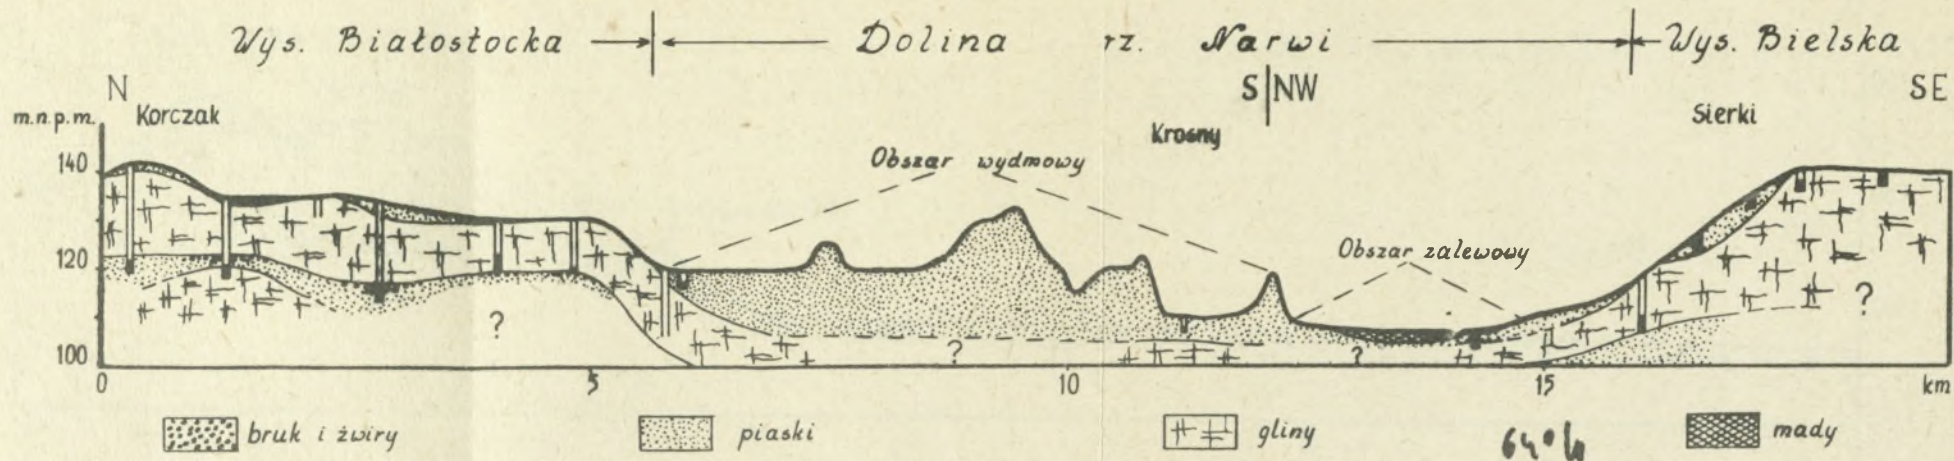 Wys. Białostocka Dolina rz. Narwi Wys. Bielska
N S NW SE
m.n.p.m. Korczak Krosny Sierki
140
Obszar wydmowy
120 Obszar zalewowy
? ?
100 ? ?
0 5 10 15 km
bruk i żwiry piaski gliny mady